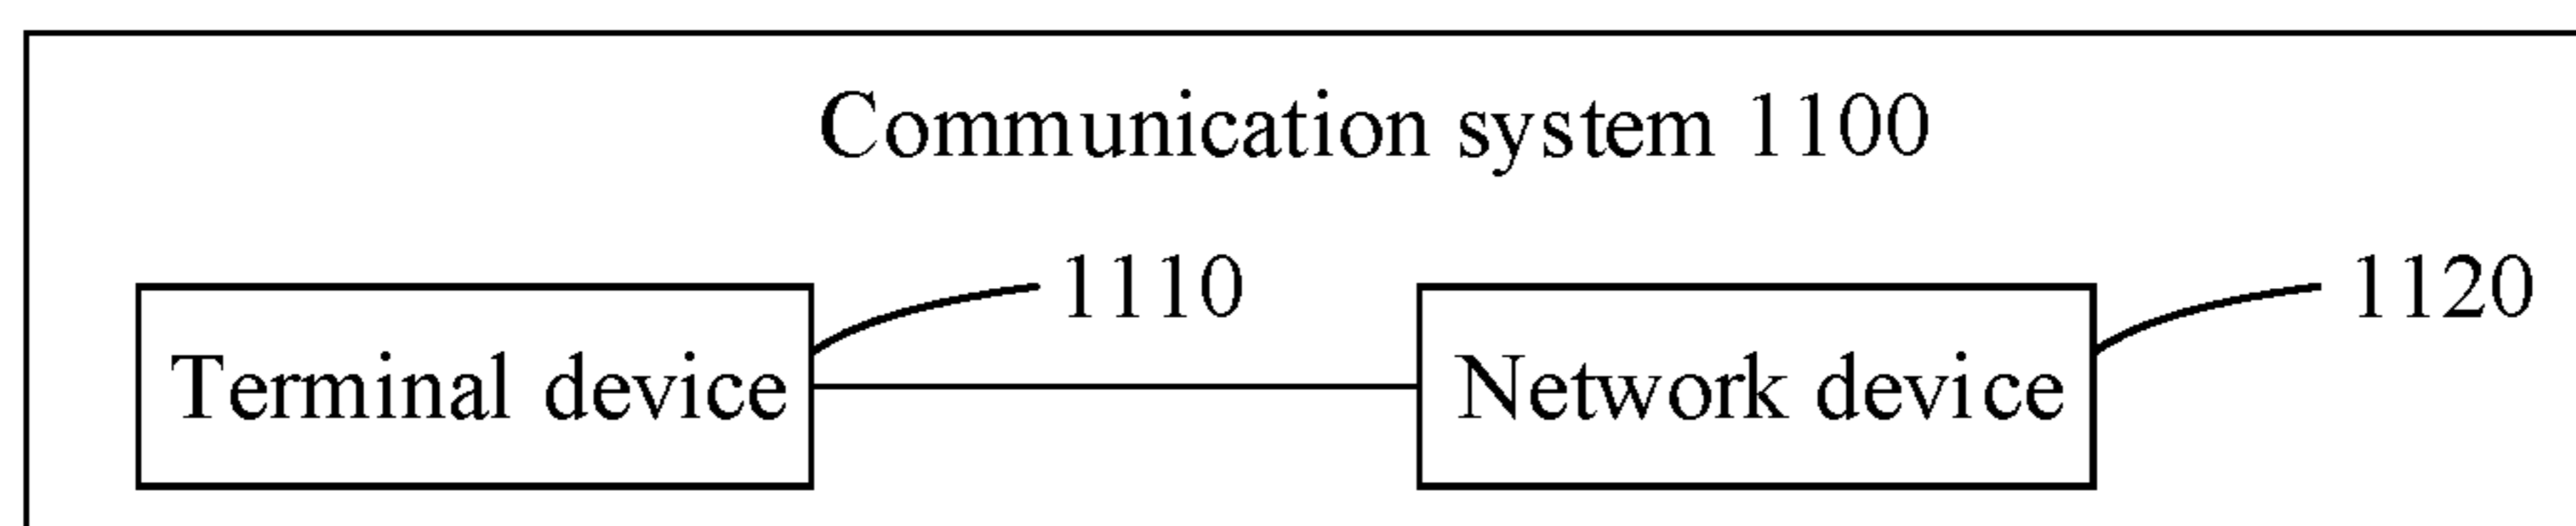 Communication system 1100
1110
1120
Terminal device
Network device